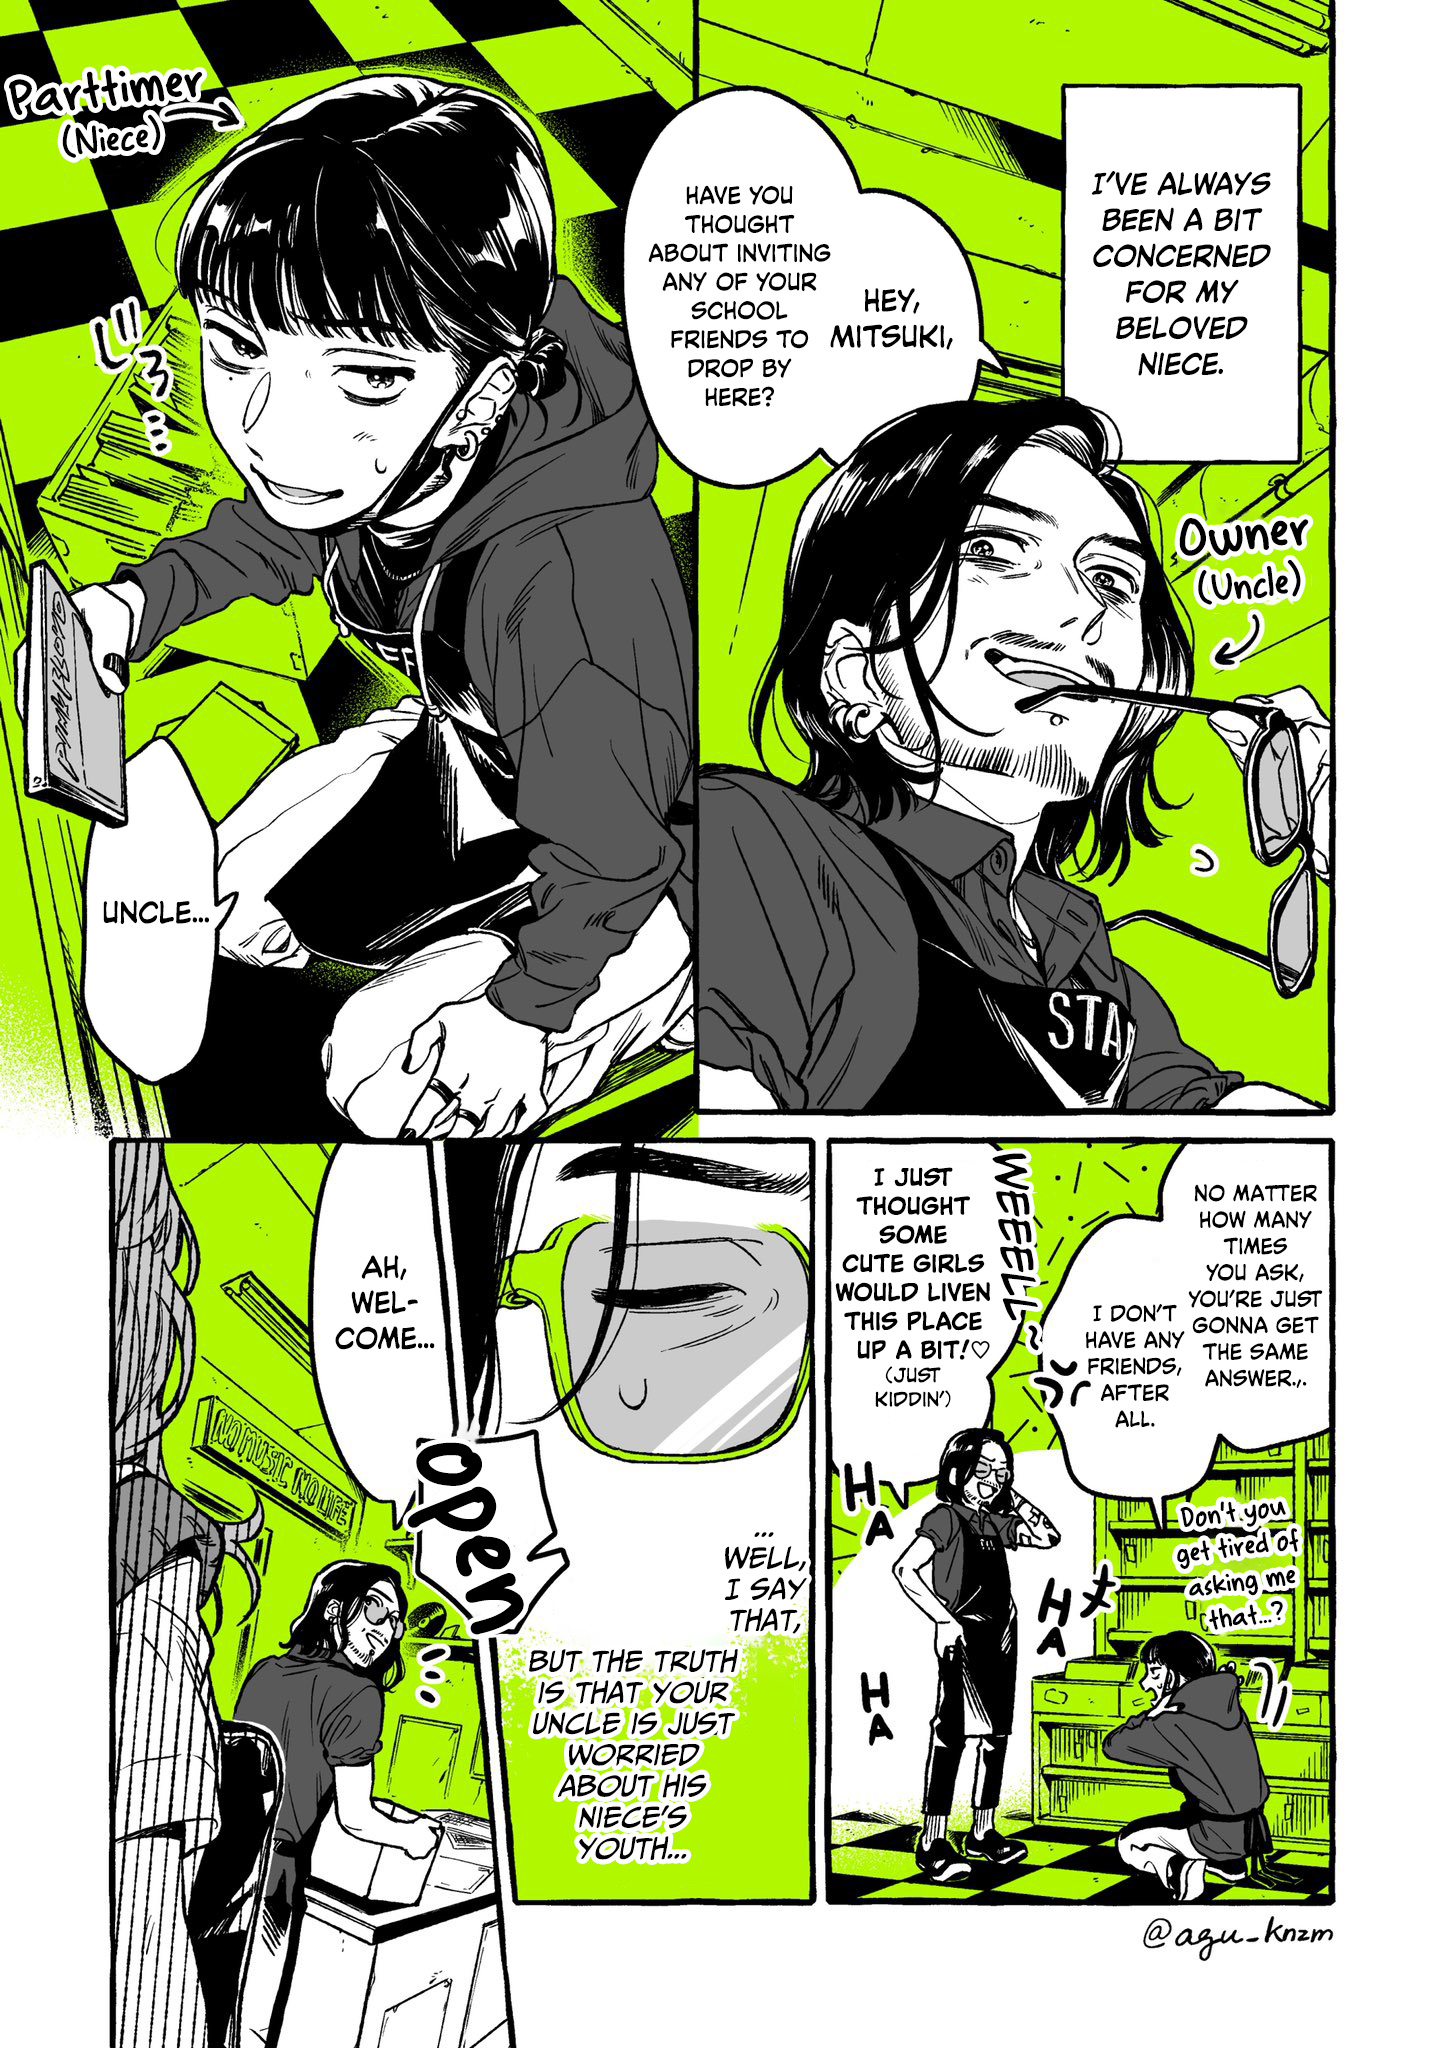 I'VE ALWAYS
BEEN A BIT
CONCERNED
FOR MY
BELOVED
NIECE.
HEY,
MITSUKI,
HAVE YOU
THOUGHT
ABOUT INVITING
ANY OF YOUR
SCHOOL
FRIENDS TO
DROP BY
HERE?
Owner
(Uncle)
STA
Parttimer
(Niece)
UNCLE...
NO MATTER
HOW MANY
TIMES
YOU ASK,
YOU'RE JUST
GONNA GET
THE SAME
ANSWER.,.
I DON'T
HAVE ANY
FRIENDS,
AFTER
ALL.
Don't you
get tired of
asking me
that...?
WEEELL~
I JUST
THOUGHT
SOME
CUTE GIRLS
WOULD LIVEN
THIS PLACE
UP A BIT!♡
(JUST
KIDDIN')
HA
HA
HA
...
WELL,
I SAY
THAT,
BUT THE TRUTH
IS THAT YOUR
UNCLE IS JUST
WORRIED
ABOUT HIS
NIECE'S
YOUTH...
open
AH,
WEL-
COME...
NO MUSIC NO LIFE
@agu_knzm